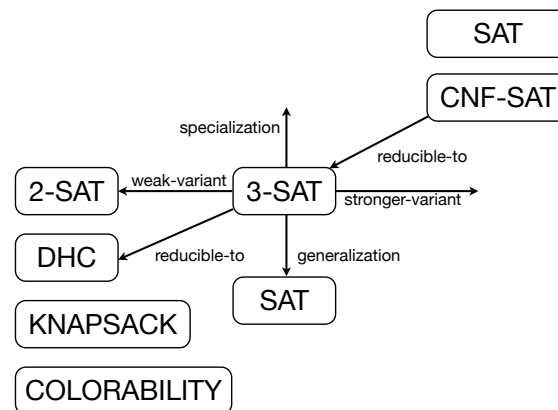 SAT
CNF-SAT
specialization
reducible-to
2-SAT
weak-variant
3-SAT
stronger-variant
DHC
reducible-to
generalization
SAT
KNAPSACK
COLORABILITY